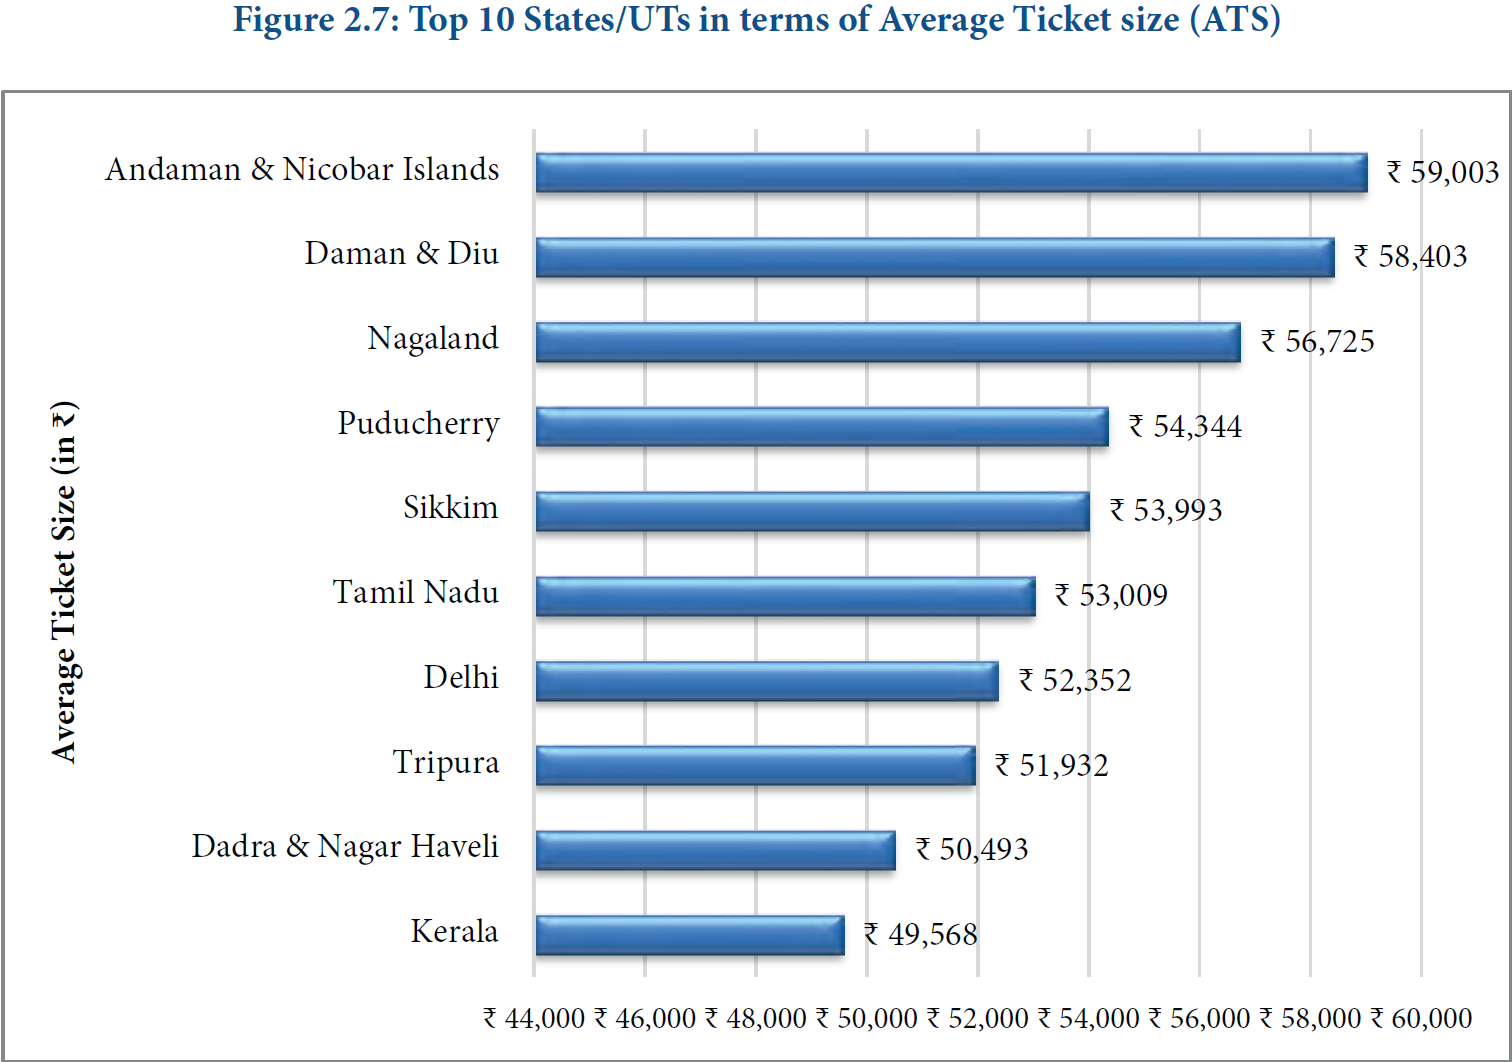 Figure 2.7: Top 10 States/UTs in terms of Average Ticket size (ATS)
Average Ticket Size (in ₹)
Andaman & Nicobar Islands ₹ 59,003
Daman & Diu ₹ 58,403
Nagaland ₹ 56,725
Puducherry ₹ 54,344
Sikkim ₹ 53,993
Tamil Nadu ₹ 53,009
Delhi ₹ 52,352
Tripura ₹ 51,932
Dadra & Nagar Haveli ₹ 50,493
Kerala ₹ 49,568
₹ 44,000 ₹ 46,000 ₹ 48,000 ₹ 50,000 ₹ 52,000 ₹ 54,000 ₹ 56,000 ₹ 58,000 ₹ 60,000